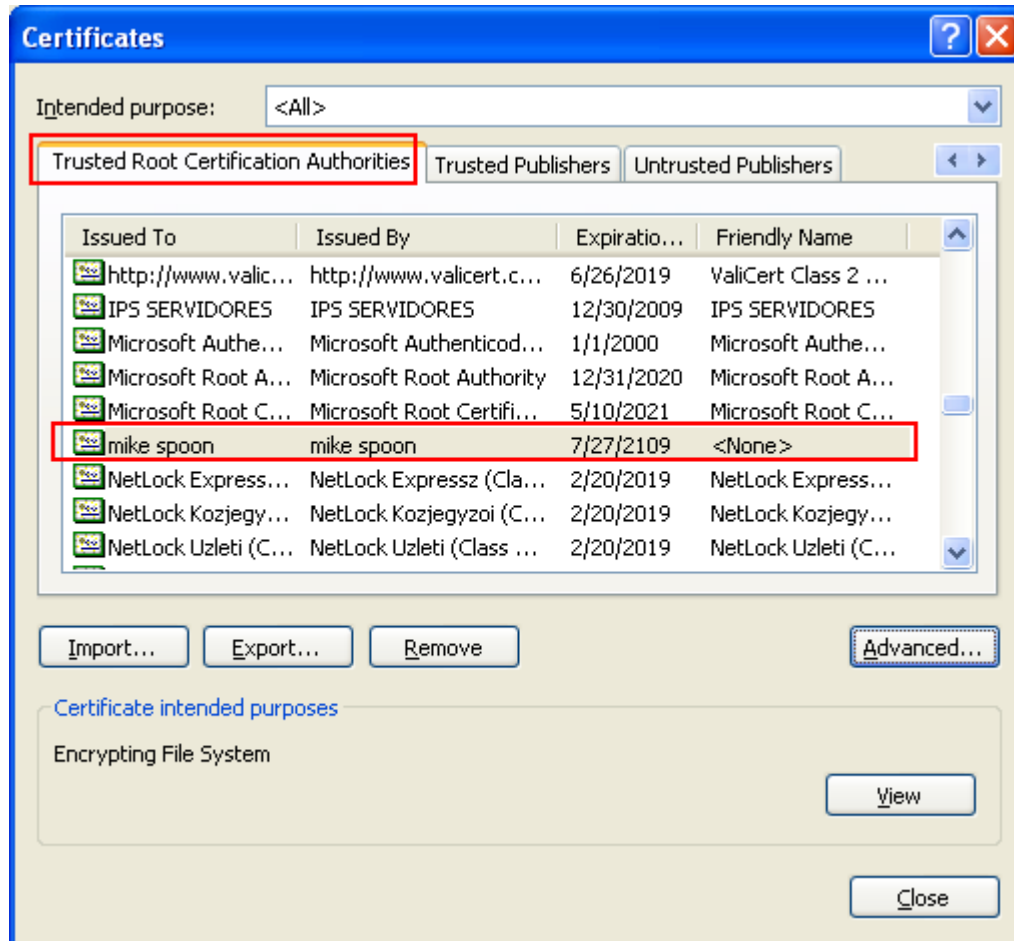 Certificates
Intended purpose: <All>
Trusted Root Certification Authorities Trusted Publishers Untrusted Publishers
Issued To Issued By Expiratio... Friendly Name
http://www.valic... http://www.valicert.c... 6/26/2019 ValiCert Class 2 ...
IPS SERVIDORES IPS SERVIDORES 12/30/2009 IPS SERVIDORES
Microsoft Authe... Microsoft Authenticod... 1/1/2000 Microsoft Authe...
Microsoft Root A... Microsoft Root Authority 12/31/2020 Microsoft Root A...
Microsoft Root C... Microsoft Root Certifi... 5/10/2021 Microsoft Root C...
mike spoon mike spoon 7/27/2109 <None>
NetLock Express... NetLock Expressz (Cla... 2/20/2019 NetLock Express...
NetLock Kozjegy... NetLock Kozjegyzoi (C... 2/20/2019 NetLock Kozjegy...
NetLock Uzleti (C... NetLock Uzleti (Class ... 2/20/2019 NetLock Uzleti (C...
Import... Export... Remove Advanced...
Certificate intended purposes
Encrypting File System
View
Close